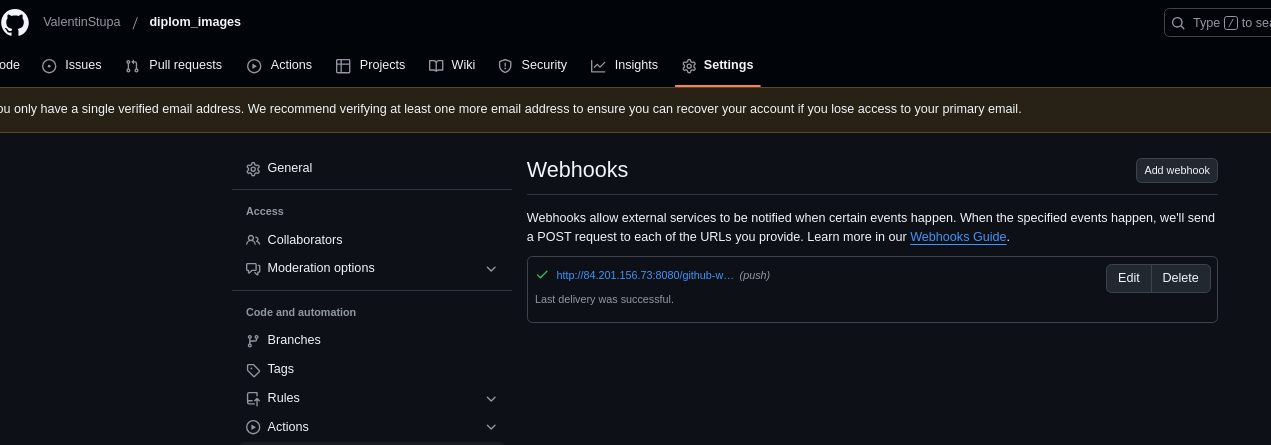 ValentinStupa / diplom_images
Type / to sea
ode Issues Pull requests Actions Projects Wiki Security Insights Settings
ou only have a single verified email address. We recommend verifying at least one more email address to ensure you can recover your account if you lose access to your primary email.
General
Access
Collaborators
Moderation options
Code and automation
Branches
Tags
Rules
Actions
Webhooks
Add webhook
Webhooks allow external services to be notified when certain events happen. When the specified events happen, we'll send
a POST request to each of the URLs you provide. Learn more in our Webhooks Guide.
http://84.201.156.73:8080/github-w… (push)
Edit Delete
Last delivery was successful.